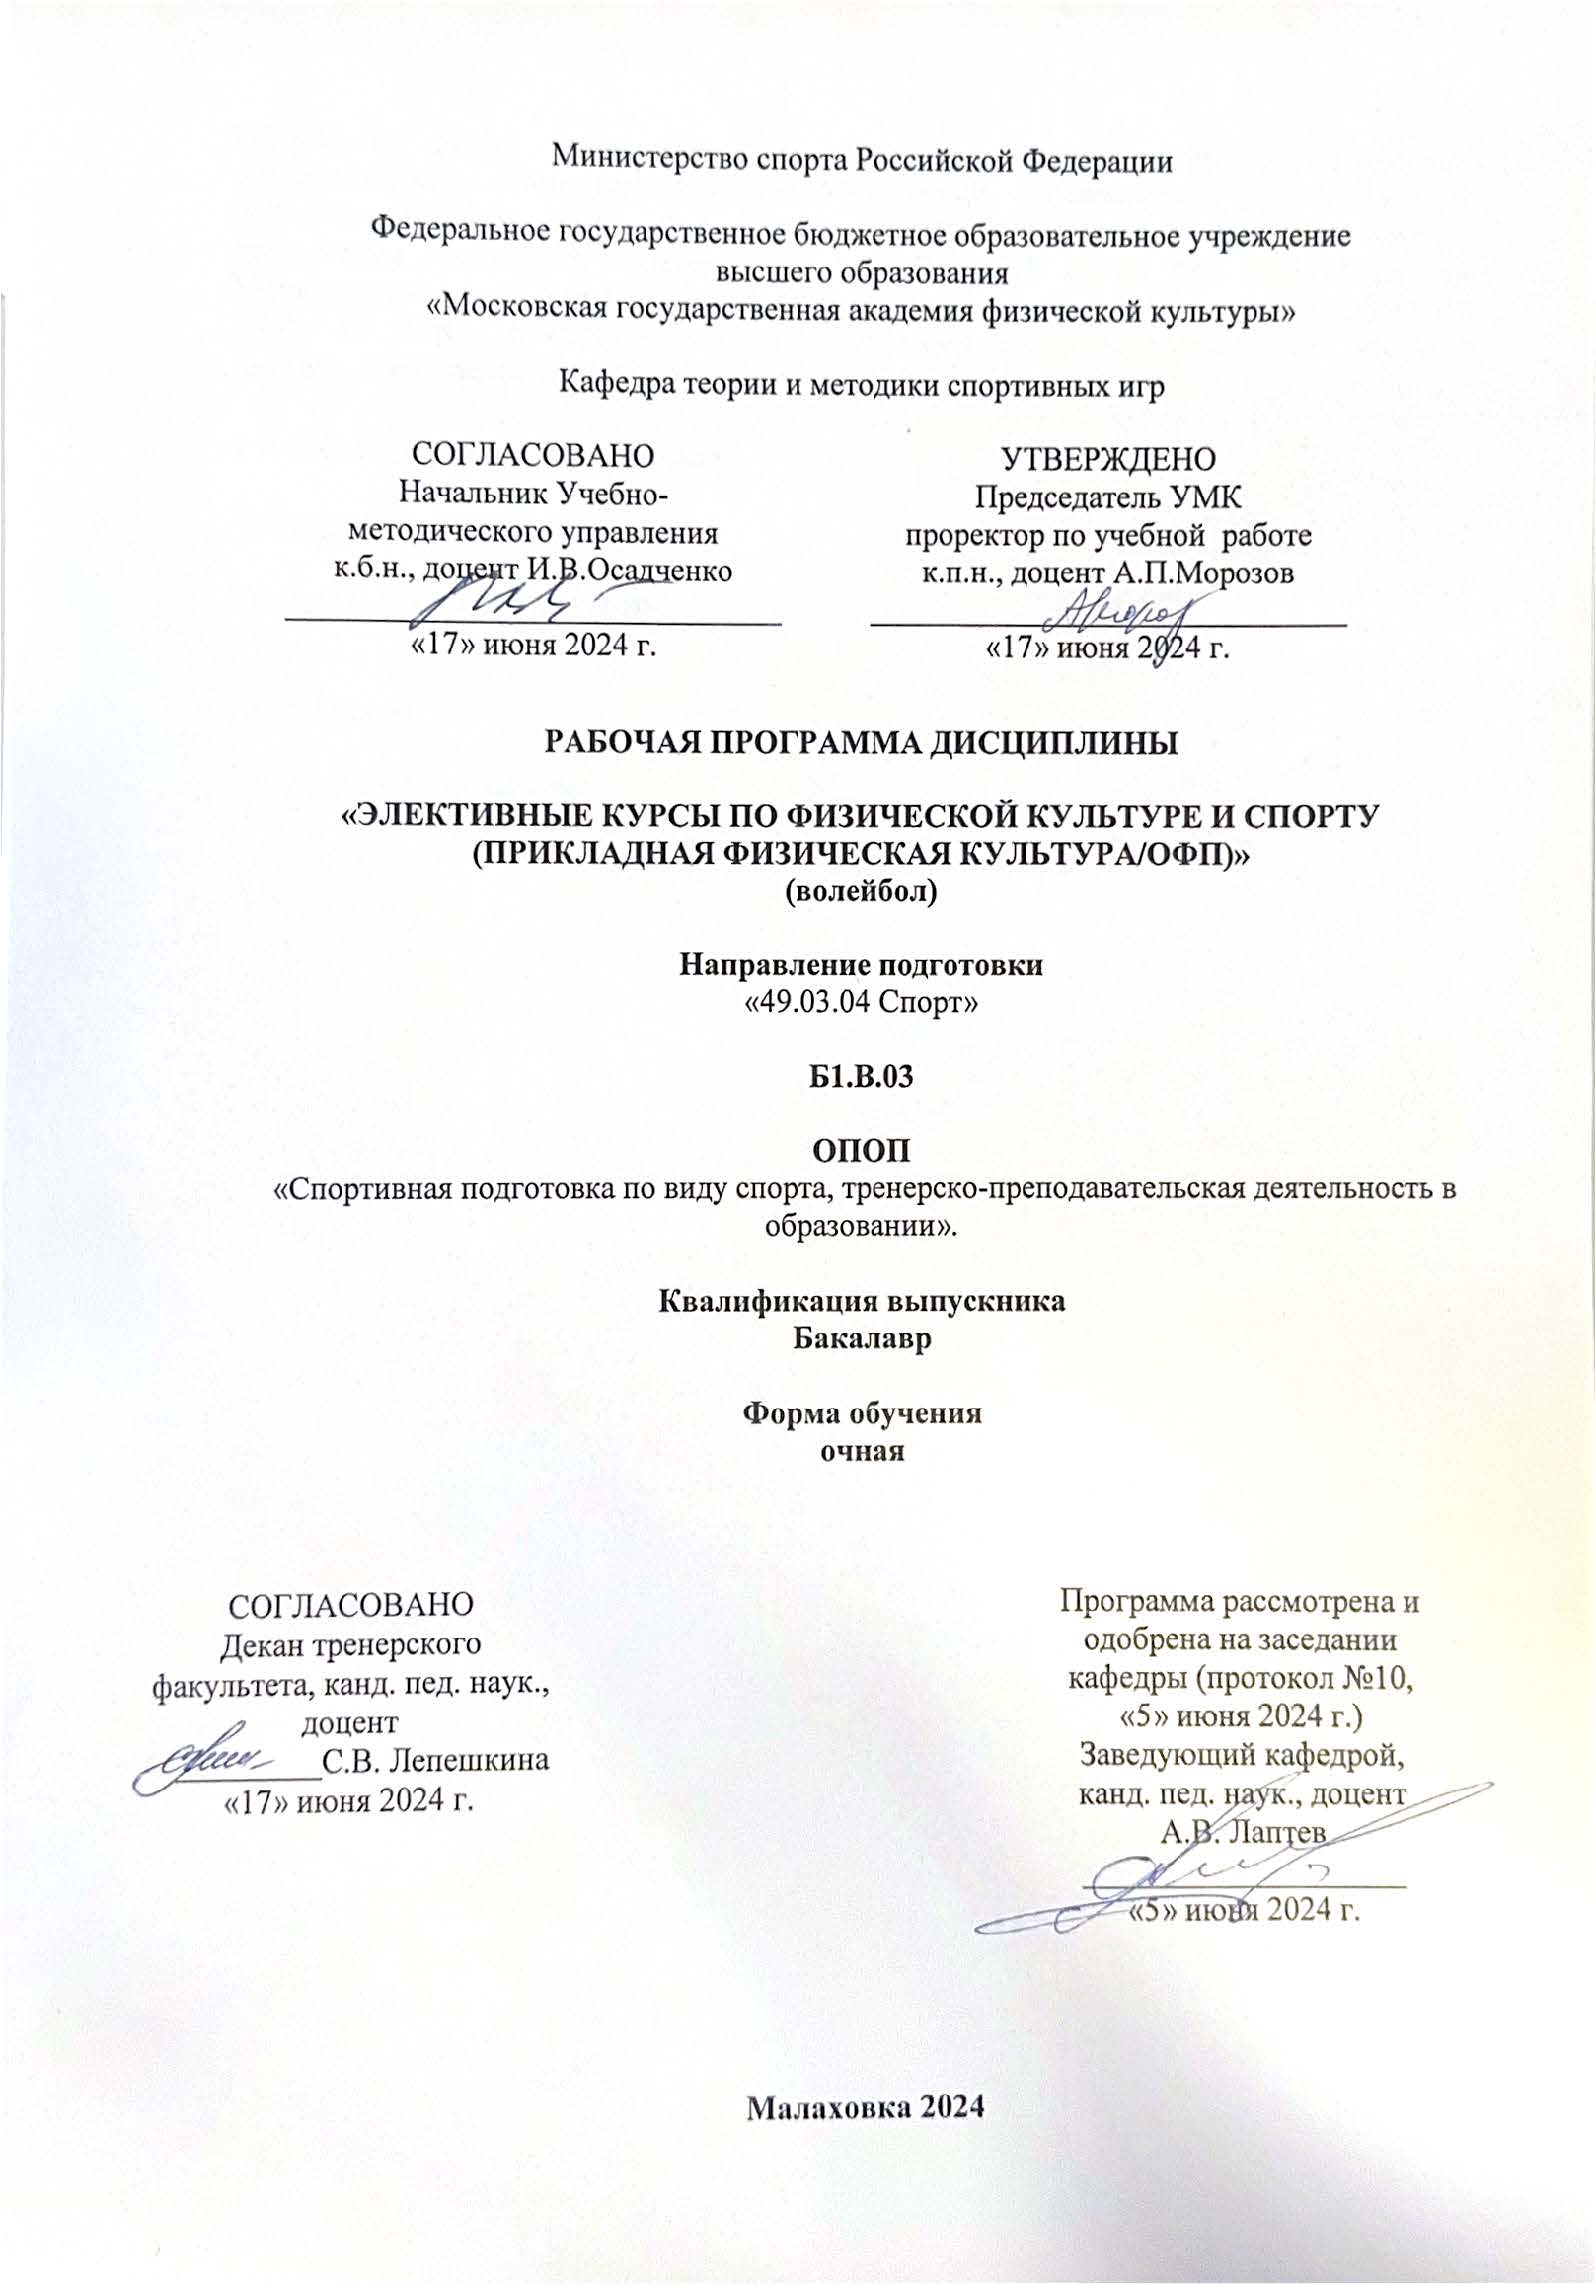 Министерство спорта Российской Федерации
Федеральное государственное бюджетное образовательное учреждение
высшего образования
«Московская государственная академия физической культуры»
Кафедра теории и методики спортивных игр
СОГЛАСОВАНО
Начальник Учебно-
методического управления
к.б.н., доцент И.В.Осадченко
«17» июня 2024 г.
УТВЕРЖДЕНО
Председатель УМК
проректор по учебной работе
к.п.н., доцент А.П.Морозов
«17» июня 2024 г.
РАБОЧАЯ ПРОГРАММА ДИСЦИПЛИНЫ
«ЭЛЕКТИВНЫЕ КУРСЫ ПО ФИЗИЧЕСКОЙ КУЛЬТУРЕ И СПОРТУ
(ПРИКЛАДНАЯ ФИЗИЧЕСКАЯ КУЛЬТУРА/ОФП)»
(волейбол)
Направление подготовки
«49.03.04 Спорт»
Б1.В.03
ОПОП
«Спортивная подготовка по виду спорта, тренерско-преподавательская деятельность в
образовании».
Квалификация выпускника
Бакалавр
Форма обучения
очная
СОГЛАСОВАНО
Декан тренерского
факультета, канд. пед. наук.,
доцент
С.В. Лепешкина
«17» июня 2024 г.
Программа рассмотрена и
одобрена на заседании
кафедры (протокол №10,
«5» июня 2024 г.)
Заведующий кафедрой,
канд. пед. наук., доцент
А.В. Лаптев
«5» июня 2024 г.
Малаховка 2024